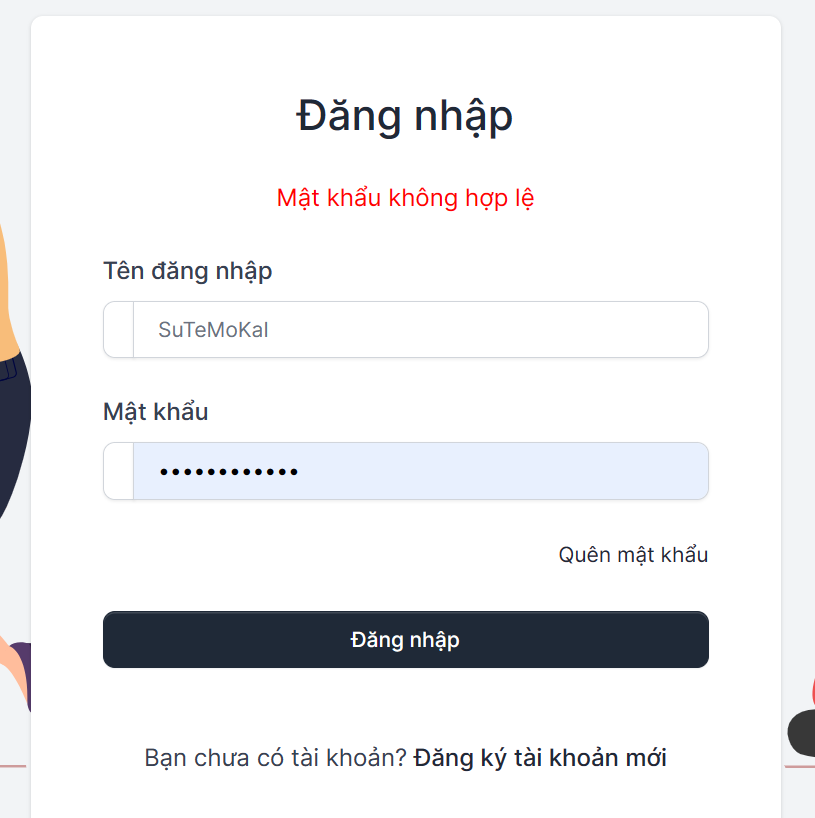 Đăng nhập
Mật khẩu không hợp lệ
Tên đăng nhập
SuTeMoKaI
Mật khẩu
••••••••••••
Quên mật khẩu
Đăng nhập
Bạn chưa có tài khoản? Đăng ký tài khoản mới